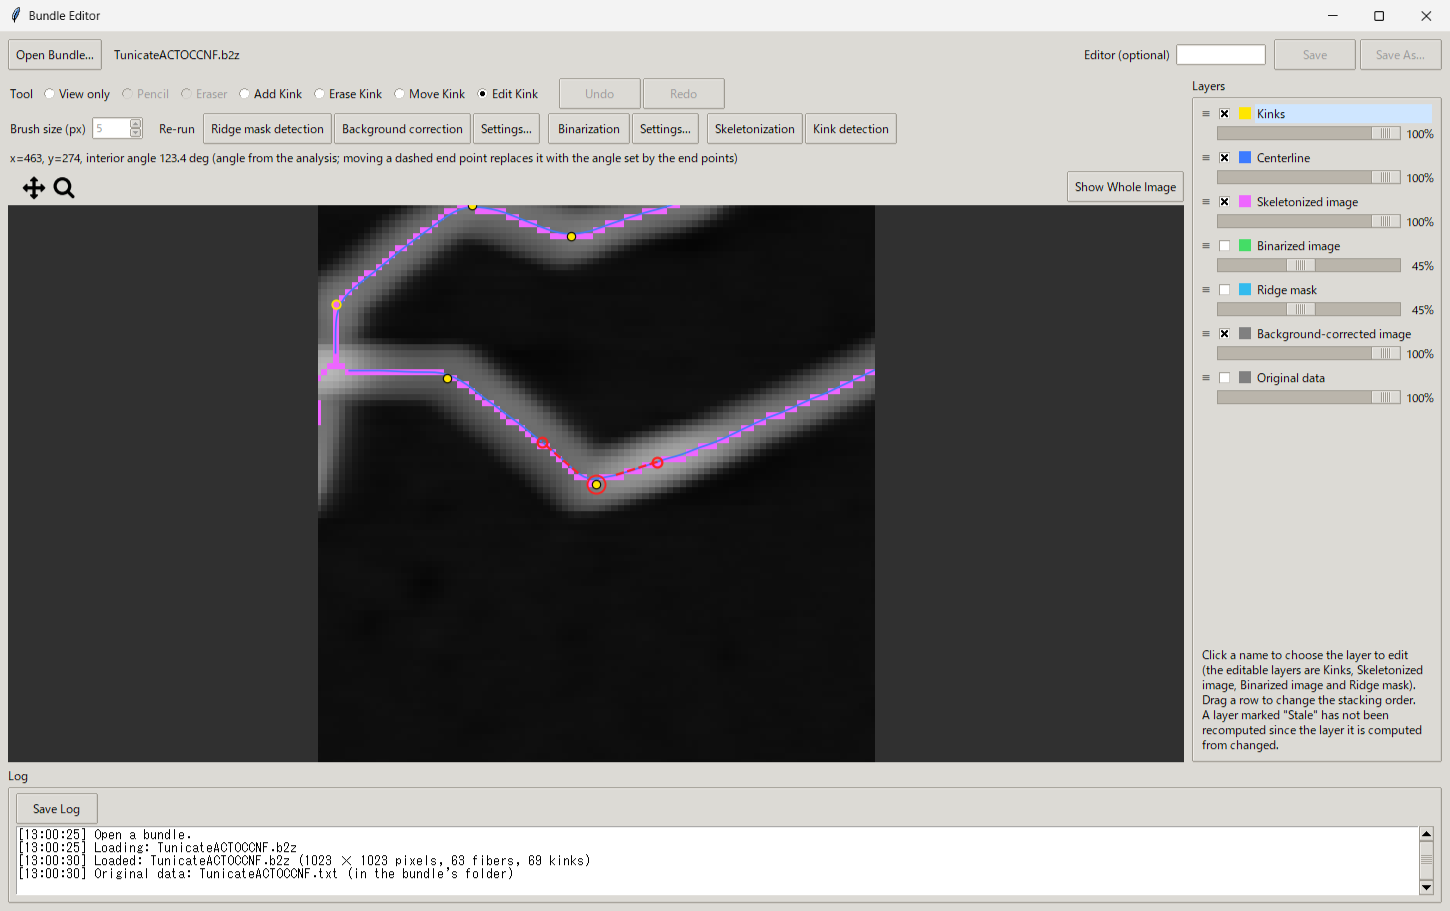 Bundle Editor
Open Bundle... TunicateACTOCCNF.b2z Editor (optional) Save Save As...
Tool View only Pencil Eraser Add Kink Erase Kink Move Kink Edit Kink Undo Redo
Brush size (px) 5 Re-run Ridge mask detection Background correction Settings... Binarization Settings... Skeletonization Kink detection
x=463, y=274, interior angle 123.4 deg (angle from the analysis; moving a dashed end point replaces it with the angle set by the end points)
Show Whole Image
Layers
Kinks
100%
Centerline
100%
Skeletonized image
100%
Binarized image
45%
Ridge mask
45%
Background-corrected image
100%
Original data
100%
Click a name to choose the layer to edit
(the editable layers are Kinks, Skeletonized
image, Binarized image and Ridge mask).
Drag a row to change the stacking order.
A layer marked "Stale" has not been
recomputed since the layer it is computed
from changed.
Log
Save Log
[13:00:25] Open a bundle.
[13:00:25] Loading: TunicateACTOCCNF.b2z
[13:00:30] Loaded: TunicateACTOCCNF.b2z (1023 × 1023 pixels, 63 fibers, 69 kinks)
[13:00:30] Original data: TunicateACTOCCNF.txt (in the bundle's folder)